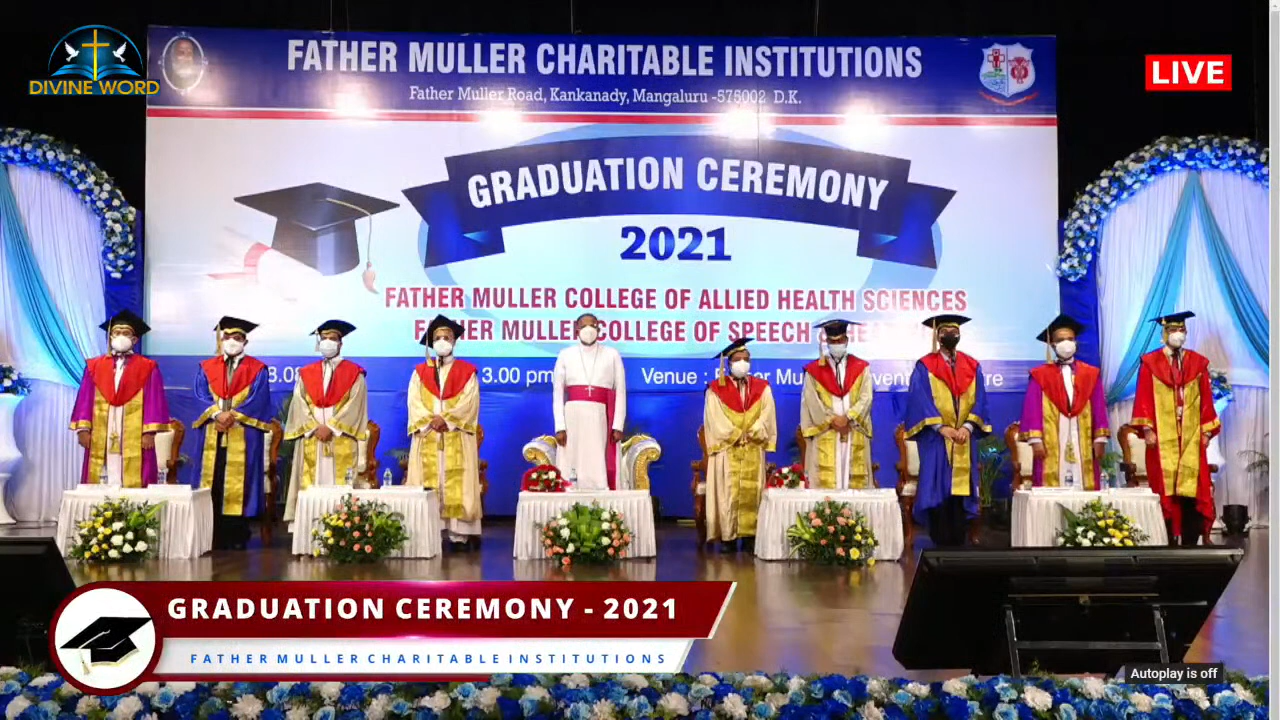 DIVINE WORD
LIVE
FATHER MULLER CHARITABLE INSTITUTIONS
Father Muller Road, Kankanady, Mangaluru -575002 D.K.
GRADUATION CEREMONY
2021
FATHER MULLER COLLEGE OF ALLIED HEALTH SCIENCES
FATHER MULLER COLLEGE OF SPEECH &
3.00 pm Venue :
GRADUATION CEREMONY - 2021
FATHER MULLER CHARITABLE INSTITUTIONS
Autoplay is off